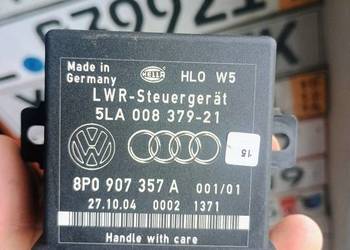 Made in
Germany
HELLA
HLO W5
LWR-Steuergerät
5LA 008 379-21
15
8P0 907 357 A 001/01
27.10.04 0002 1371
Handle with care